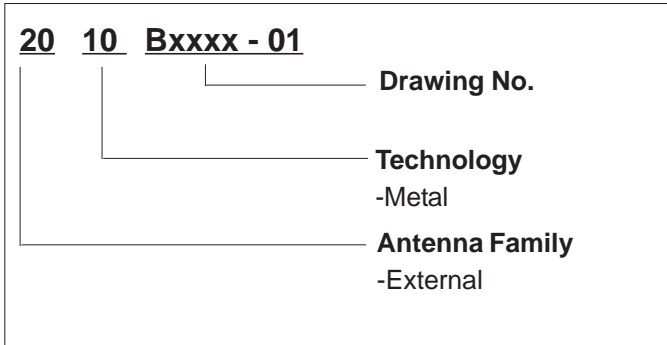 20 10 Bxxxx - 01
Drawing No.
Technology
-Metal
Antenna Family
-External